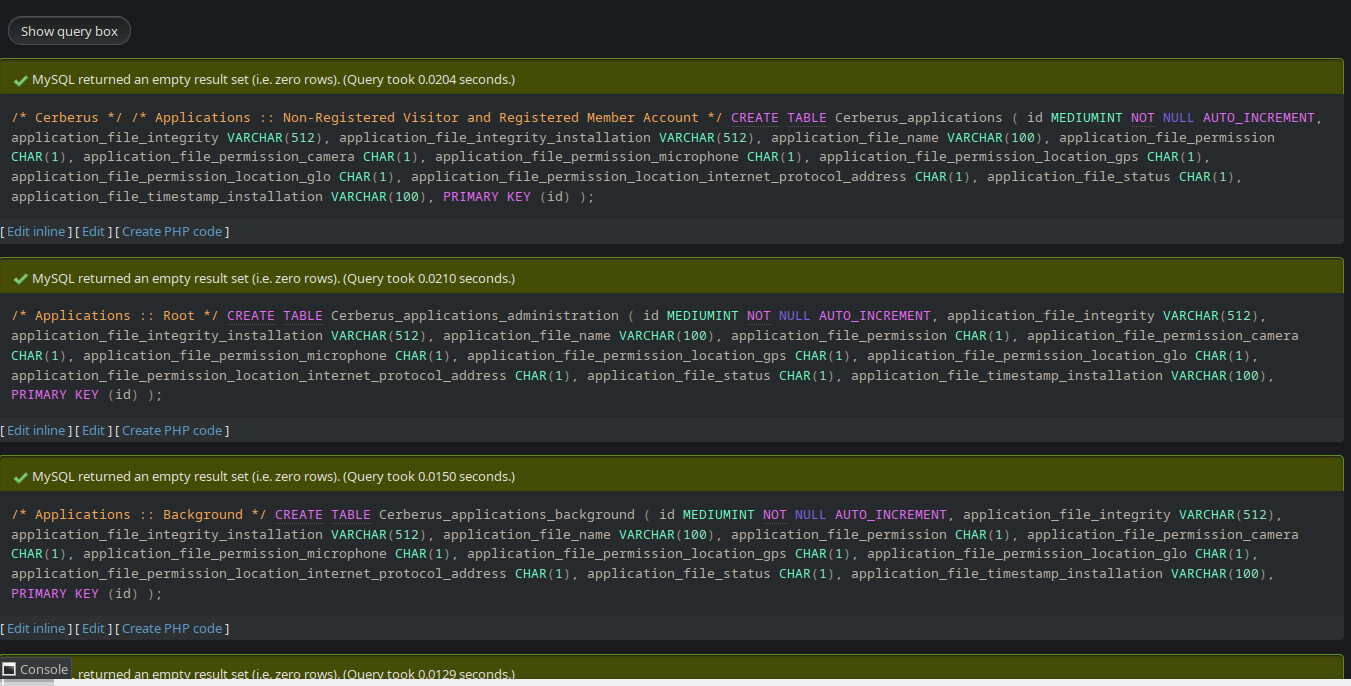 Show query box
MySQL returned an empty result set (i.e. zero rows). (Query took 0.0204 seconds.)
/* Cerberus */ /* Applications :: Non-Registered Visitor and Registered Member Account */ CREATE TABLE Cerberus_applications ( id MEDIUMINT NOT NULL AUTO_INCREMENT,
application_file_integrity VARCHAR(512), application_file_integrity_installation VARCHAR(512), application_file_name VARCHAR(100), application_file_permission
CHAR(1), application_file_permission_camera CHAR(1), application_file_permission_microphone CHAR(1), application_file_permission_location_gps CHAR(1),
application_file_permission_location_glo CHAR(1), application_file_permission_location_internet_protocol_address CHAR(1), application_file_status CHAR(1),
application_file_timestamp_installation VARCHAR(100), PRIMARY KEY (id) );
[ Edit inline ] [ Edit ] [ Create PHP code ]
MySQL returned an empty result set (i.e. zero rows). (Query took 0.0210 seconds.)
/* Applications :: Root */ CREATE TABLE Cerberus_applications_administration ( id MEDIUMINT NOT NULL AUTO_INCREMENT, application_file_integrity VARCHAR(512),
application_file_integrity_installation VARCHAR(512), application_file_name VARCHAR(100), application_file_permission CHAR(1), application_file_permission_camera
CHAR(1), application_file_permission_microphone CHAR(1), application_file_permission_location_gps CHAR(1), application_file_permission_location_glo CHAR(1),
application_file_permission_location_internet_protocol_address CHAR(1), application_file_status CHAR(1), application_file_timestamp_installation VARCHAR(100),
PRIMARY KEY (id) );
[ Edit inline ] [ Edit ] [ Create PHP code ]
MySQL returned an empty result set (i.e. zero rows). (Query took 0.0150 seconds.)
/* Applications :: Background */ CREATE TABLE Cerberus_applications_background ( id MEDIUMINT NOT NULL AUTO_INCREMENT, application_file_integrity VARCHAR(512),
application_file_integrity_installation VARCHAR(512), application_file_name VARCHAR(100), application_file_permission CHAR(1), application_file_permission_camera
CHAR(1), application_file_permission_microphone CHAR(1), application_file_permission_location_gps CHAR(1), application_file_permission_location_glo CHAR(1),
application_file_permission_location_internet_protocol_address CHAR(1), application_file_status CHAR(1), application_file_timestamp_installation VARCHAR(100),
PRIMARY KEY (id) );
[ Edit inline ] [ Edit ] [ Create PHP code ]
Console returned an empty result set (i.e. zero rows). (Query took 0.0129 seconds.)